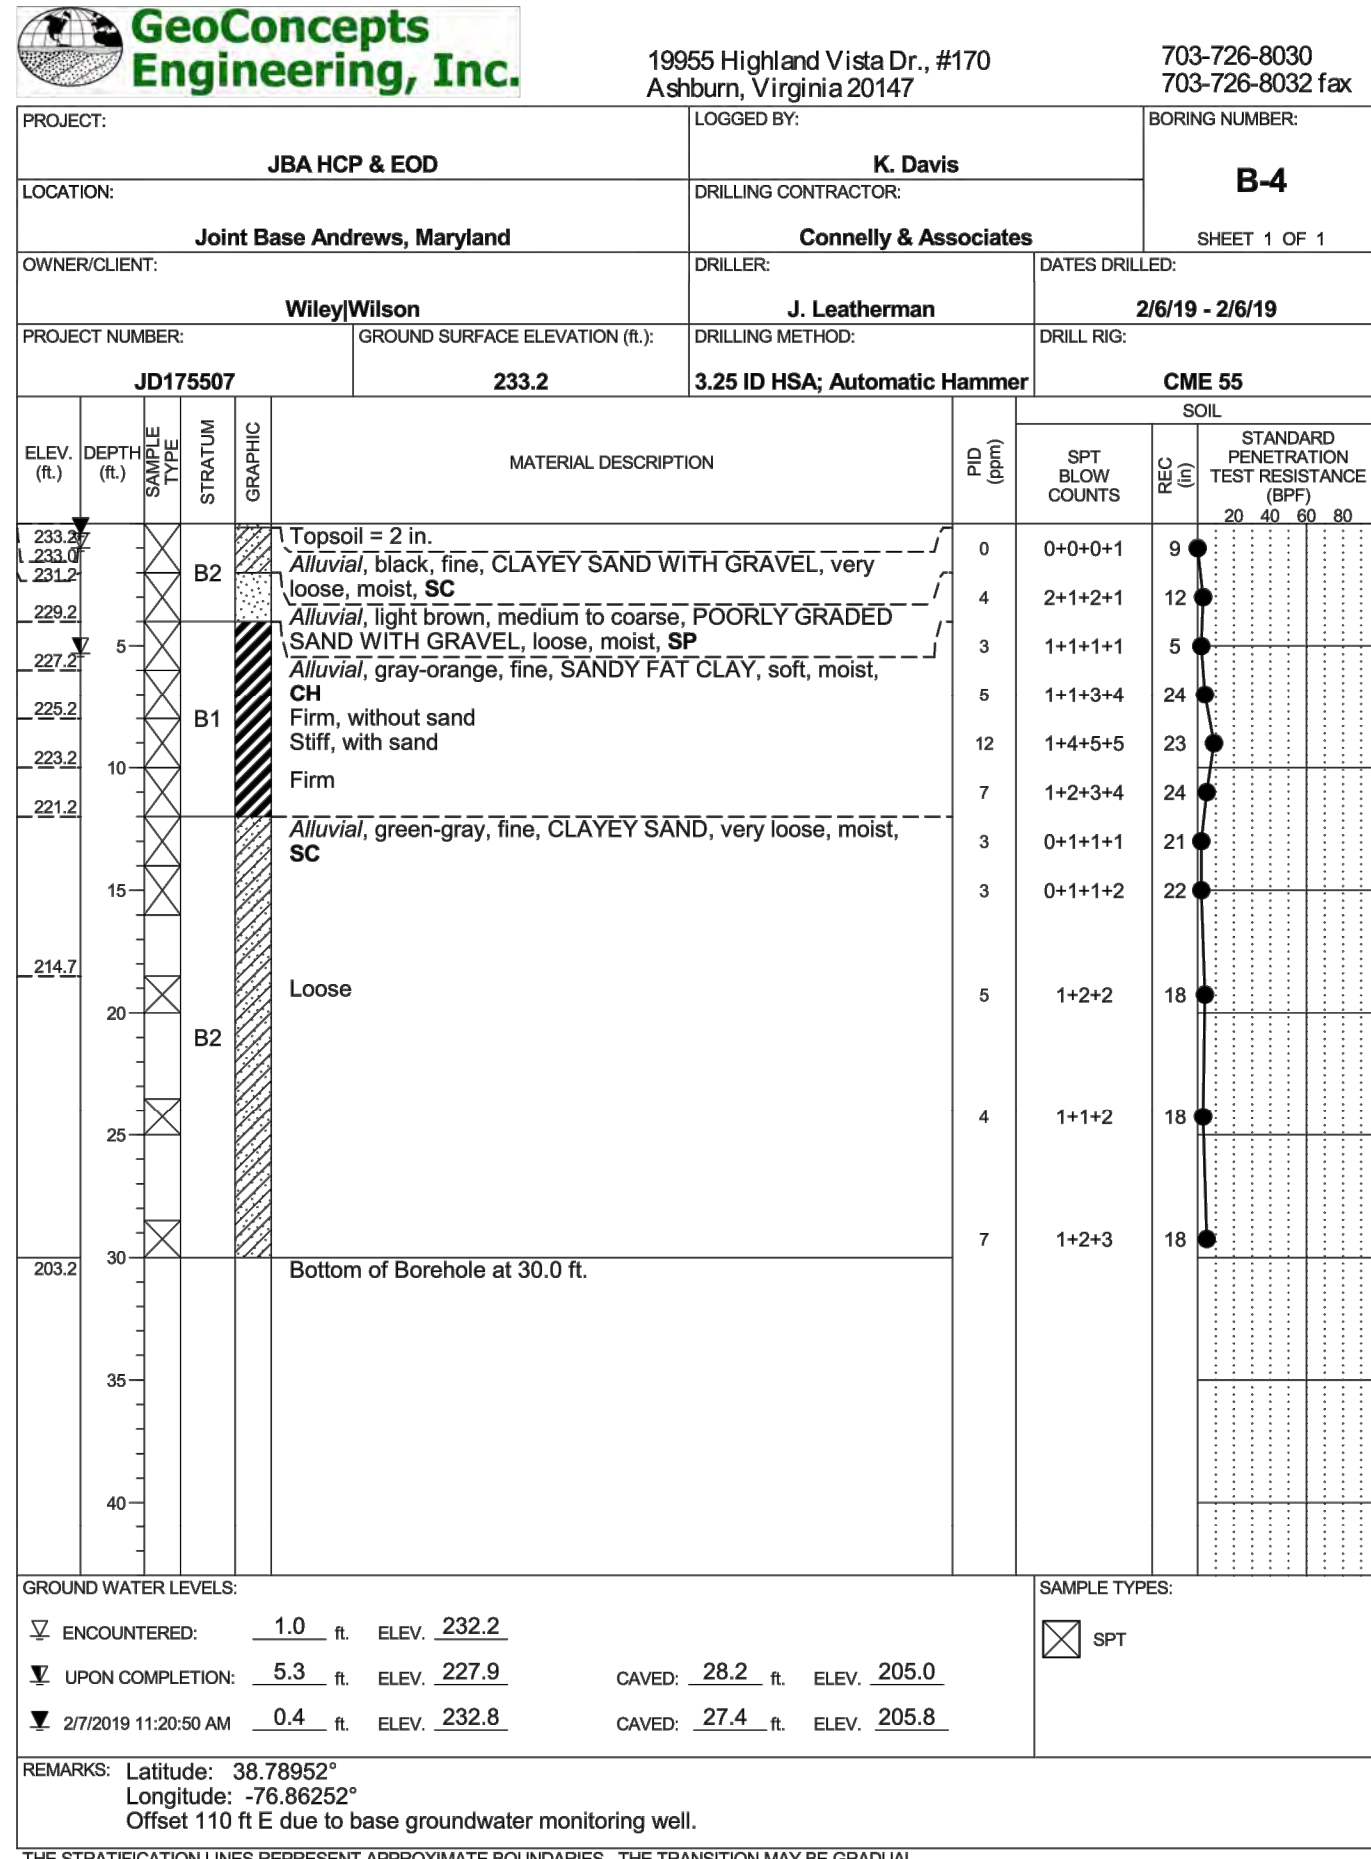 GeoConcepts
Engineering, Inc.
19955 Highland Vista Dr., #170
Ashburn, Virginia 20147
703-726-8030
703-726-8032 fax
PROJECT:
JBA HCP & EOD
LOGGED BY:
K. Davis
BORING NUMBER:
B-4
SHEET 1 OF 1
LOCATION:
Joint Base Andrews, Maryland
DRILLING CONTRACTOR:
Connelly & Associates
OWNER/CLIENT:
Wiley|Wilson
DRILLER:
J. Leatherman
DATES DRILLED:
2/6/19 - 2/6/19
PROJECT NUMBER:
JD175507
GROUND SURFACE ELEVATION (ft.):
233.2
DRILLING METHOD:
3.25 ID HSA; Automatic Hammer
DRILL RIG:
CME 55
ELEV.
(ft.)
DEPTH
(ft.)
SAMPLE
TYPE
STRATUM
GRAPHIC
MATERIAL DESCRIPTION
PID
(ppm)
SOIL
SPT
BLOW
COUNTS
REC
(in)
STANDARD
PENETRATION
TEST RESISTANCE
(BPF)
20 40 60 80
233.2
233.0
231.2
229.2
227.2
225.2
223.2
221.2
214.7
203.2
5
10
15
20
25
30
35
40
B2
B1
B2
Topsoil = 2 in.
Alluvial, black, fine, CLAYEY SAND WITH GRAVEL, very
loose, moist, SC
Alluvial, light brown, medium to coarse, POORLY GRADED
SAND WITH GRAVEL, loose, moist, SP
Alluvial, gray-orange, fine, SANDY FAT CLAY, soft, moist,
CH
Firm, without sand
Stiff, with sand
Firm
Alluvial, green-gray, fine, CLAYEY SAND, very loose, moist,
SC
Loose
Bottom of Borehole at 30.0 ft.
0 0+0+0+1 9
4 2+1+2+1 12
3 1+1+1+1 5
5 1+1+3+4 24
12 1+4+5+5 23
7 1+2+3+4 24
3 0+1+1+1 21
3 0+1+1+2 22
5 1+2+2 18
4 1+1+2 18
7 1+2+3 18
GROUND WATER LEVELS:
ENCOUNTERED: 1.0 ft. ELEV. 232.2
UPON COMPLETION: 5.3 ft. ELEV. 227.9 CAVED: 28.2 ft. ELEV. 205.0
2/7/2019 11:20:50 AM 0.4 ft. ELEV. 232.8 CAVED: 27.4 ft. ELEV. 205.8
SAMPLE TYPES:
SPT
REMARKS: Latitude: 38.78952°
Longitude: -76.86252°
Offset 110 ft E due to base groundwater monitoring well.
THE STRATIFICATION LINES REPRESENT APPROXIMATE BOUNDARIES. THE TRANSITION MAY BE GRADUAL.